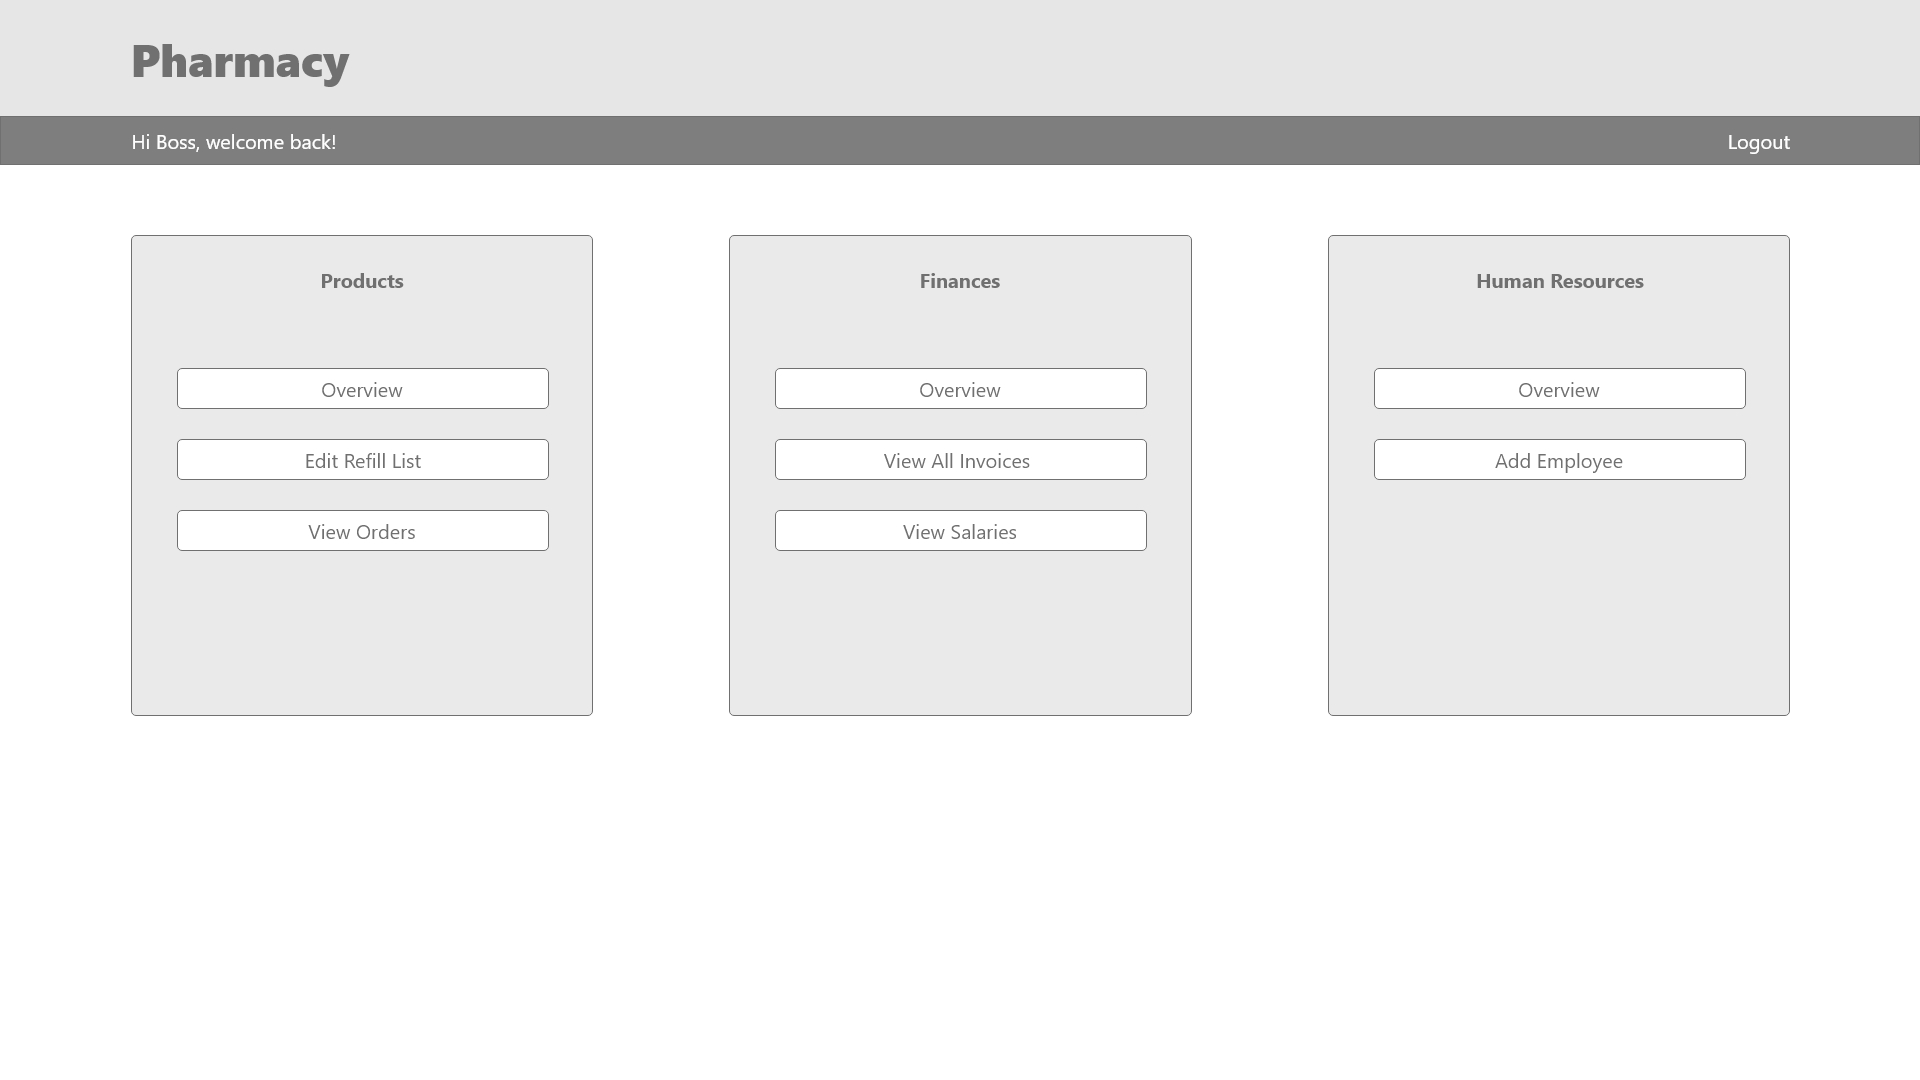 Pharmacy
Hi Boss, welcome back!
Logout
Products
Overview
Edit Refill List
View Orders
Finances
Overview
View All Invoices
View Salaries
Human Resources
Overview
Add Employee